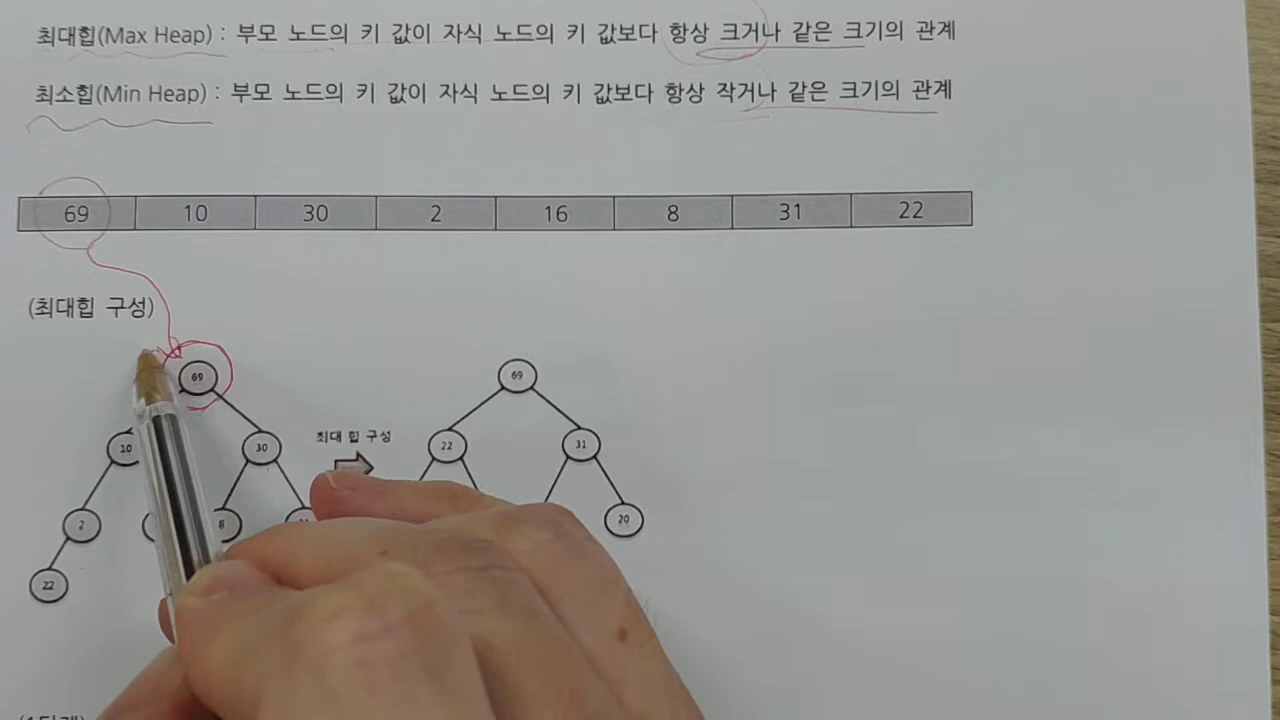 최대힙(Max Heap) : 부모 노드의 키 값이 자식 노드의 키 값보다 항상 크거나 같은 크기의 관계
최소힙(Min Heap) : 부모 노드의 키 값이 자식 노드의 키 값보다 항상 작거나 같은 크기의 관계
69 10 30 2 16 8 31 22
(최대힙 구성)
69 69
최대 힙 구성
10 30 22 31
2 8 20
22